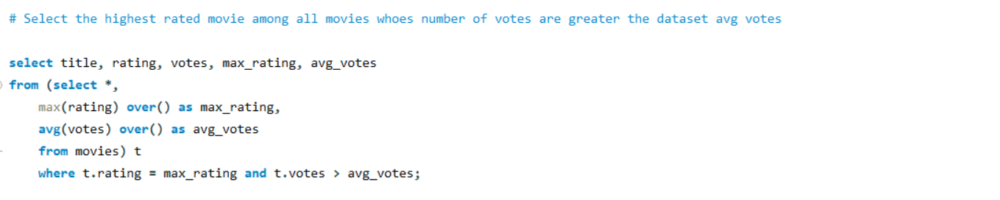 # Select the highest rated movie among all movies whoes number of votes are greater the dataset avg votes
select title, rating, votes, max_rating, avg_votes
from (select *,
max(rating) over() as max_rating,
avg(votes) over() as avg_votes
from movies) t
where t.rating = max_rating and t.votes > avg_votes;